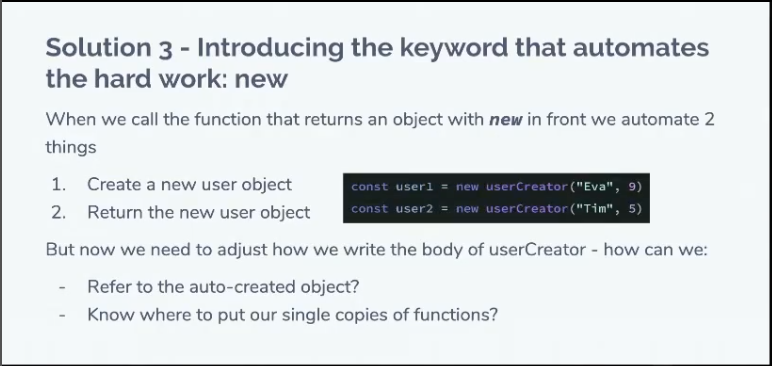 Solution 3 - Introducing the keyword that automates
the hard work: new
When we call the function that returns an object with new in front we automate 2
things
1. Create a new user object
2. Return the new user object
const user1 = new userCreator("Eva", 9)
const user2 = new userCreator("Tim", 5)
But now we need to adjust how we write the body of userCreator - how can we:
- Refer to the auto-created object?
- Know where to put our single copies of functions?